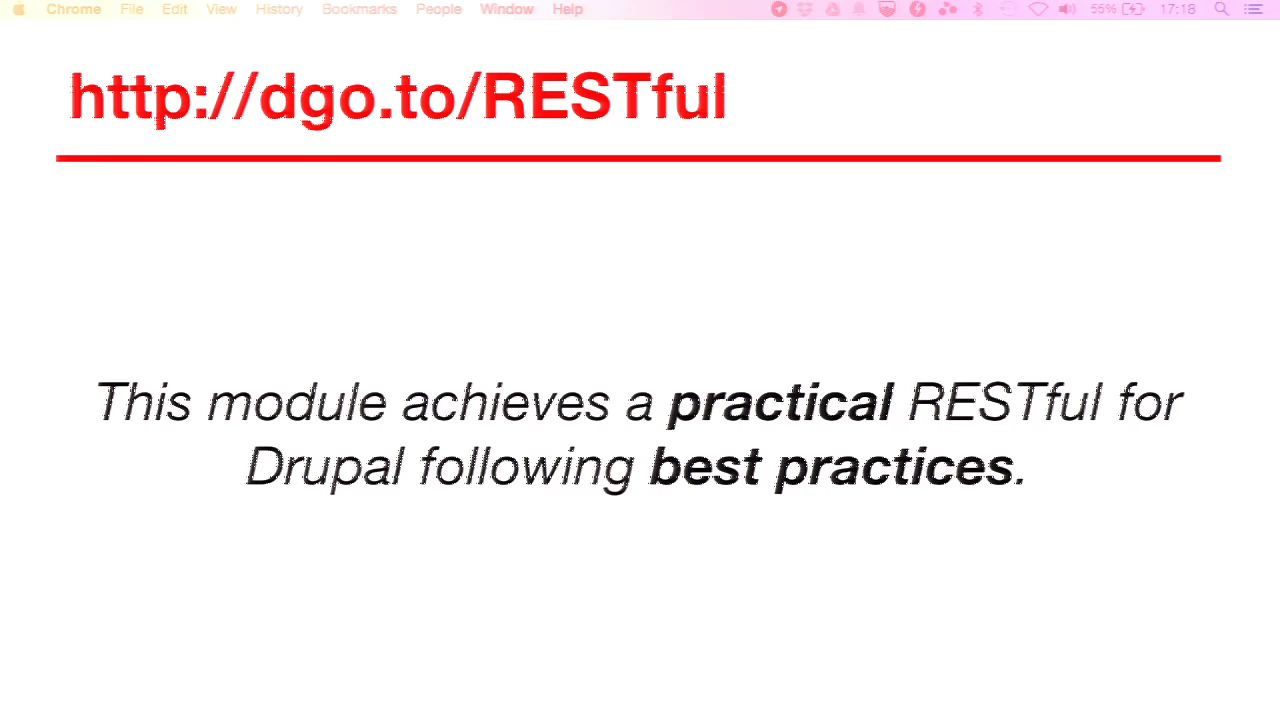 Chrome File Edit View History Bookmarks People Window Help 55% 17:18
http://dgo.to/RESTful
This module achieves a practical RESTful for
Drupal following best practices.